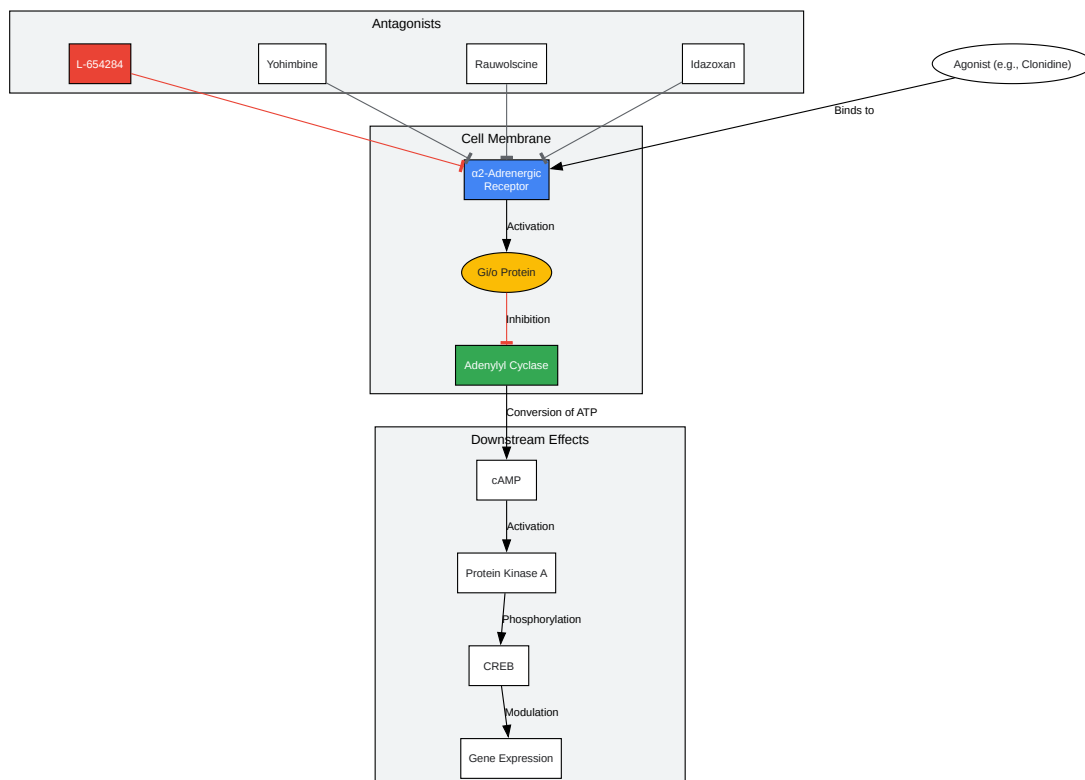 Antagonists
L-654284
Yohimbine
Rauwolscine
Idazoxan
Agonist (e.g., Clonidine)
Binds to
Cell Membrane
α2-Adrenergic
Receptor
Activation
Gi/o Protein
Inhibition
Adenylyl Cyclase
Conversion of ATP
Downstream Effects
cAMP
Activation
Protein Kinase A
Phosphorylation
CREB
Modulation
Gene Expression